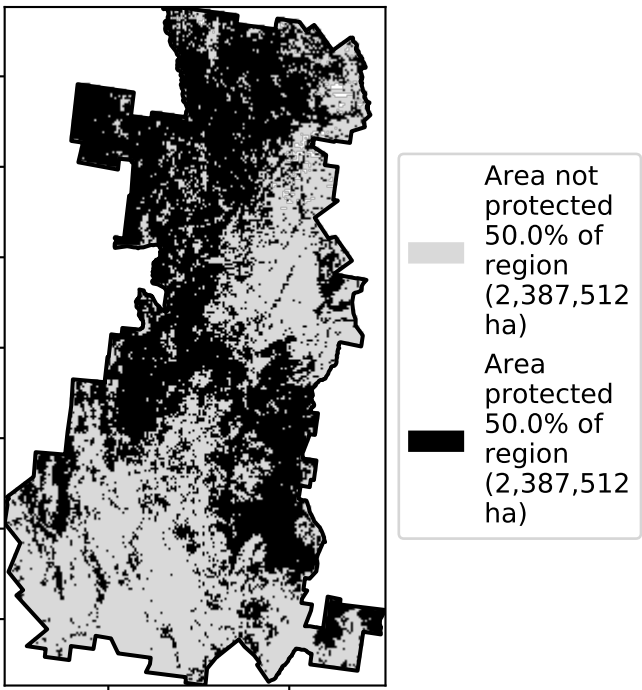 Area not
protected
50.0% of
region
(2,387,512
ha)
Area
protected
50.0% of
region
(2,387,512
ha)